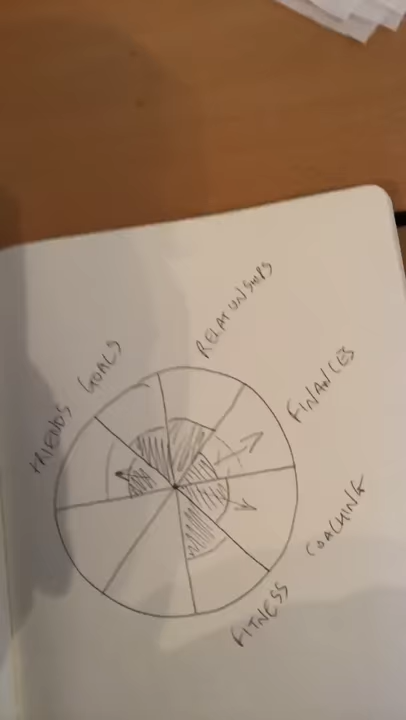 RELATIONSHIPS
GOALS
FINANCES
FRIENDS
COACHING
FITNESS